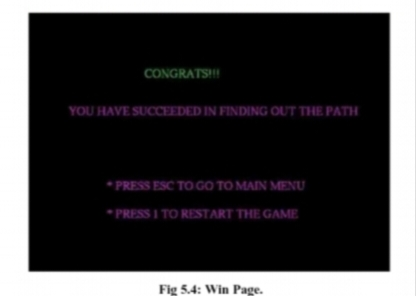 CONGRATS!!!
YOU HAVE SUCCEEDED IN FINDING OUT THE PATH
* PRESS ESC TO GO TO MAIN MENU
* PRESS 1 TO RESTART THE GAME
Fig 5.4: Win Page.